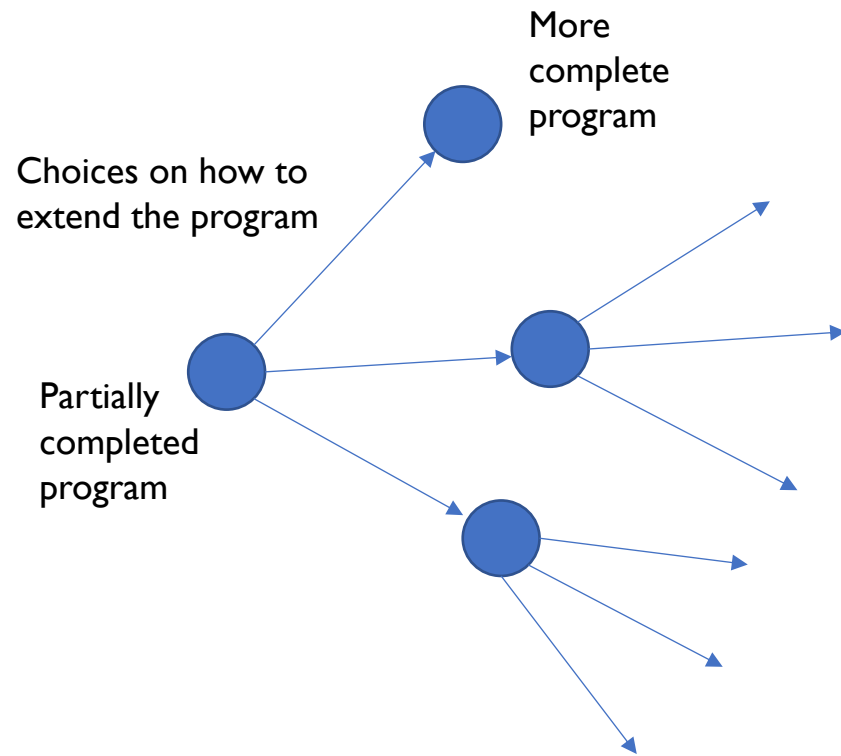 More
complete
program
Choices on how to
extend the program
Partially
completed
program